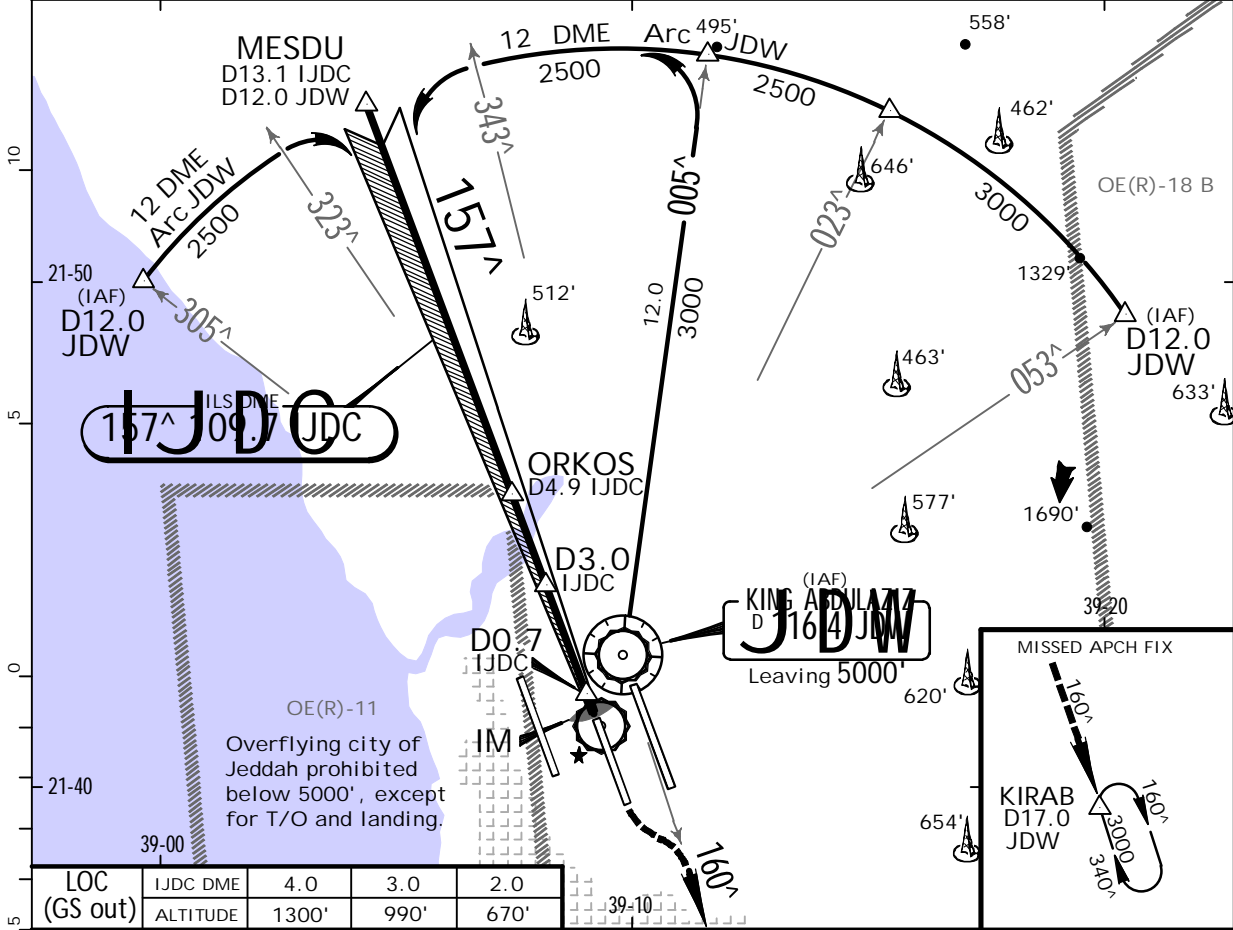 MESDU
D13.1 IJDC
D12.0 JDW
12 DME Arc JDW
2500
495'
2500
558'
462'
646'
OE(R)-18 B
3000
1329'
12 DME
Arc JDW
2500
323^
343^
157^
005^
12.0
3000
023^
053^
305^
10
21-50
(IAF)
D12.0
JDW
512'
463'
(IAF)
D12.0
JDW
633'
ILS DME
157^ 109.7 IJDC
IJDC
5
ORKOS
D4.9 IJDC
577'
1690'
D3.0
IJDC
(IAF)
KING ABDULAZIZ
D 116.4 JDW
JDW
Leaving 5000'
39-20
D0.7
IJDC
IM
0
OE(R)-11
Overflying city of
Jeddah prohibited
below 5000', except
for T/O and landing.
620'
654'
21-40
39-00
39-10
160^
5
MISSED APCH FIX
160^
KIRAB
D17.0
JDW
160^
3000
340^
LOC
(GS out)
IJDC DME 4.0 3.0 2.0
ALTITUDE 1300' 990' 670'